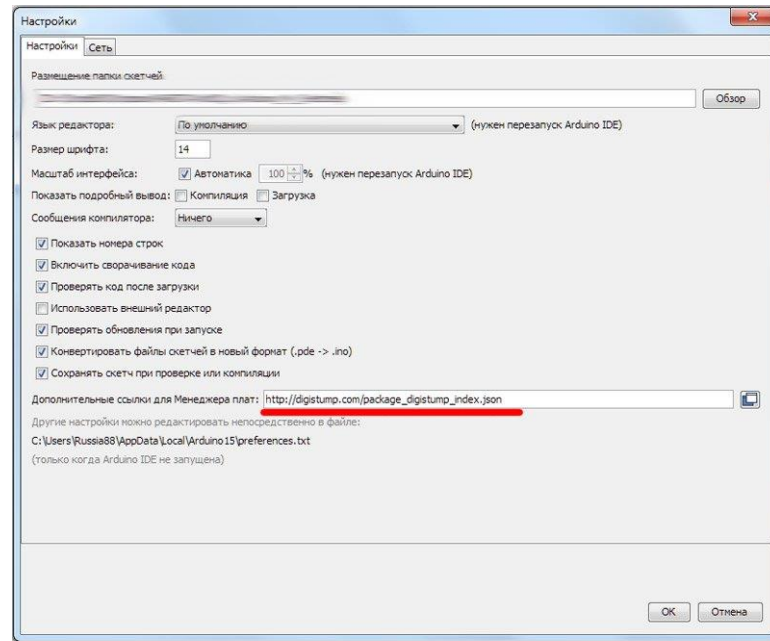 Настройки
Настройки Сеть
Размещение папки скетчей
Обзор
Язык редактора: По умолчанию (нужен перезапуск Arduino IDE)
Размер шрифта: 14
Масштаб интерфейса: Автоматика 100 % (нужен перезапуск Arduino IDE)
Показать подробный вывод: Компиляция Загрузка
Сообщения компилятора: Ничего
Показать номера строк
Включить сворачивание кода
Проверять код после загрузки
Использовать внешний редактор
Проверять обновления при запуске
Конвертировать файлы скетчей в новый формат (.pde -> .ino)
Сохранять скетч при проверке или компиляции
Дополнительные ссылки для Менеджера плат: http://digistump.com/package_digistump_index.json
Другие настройки можно редактировать непосредственно в файле:
C:\Users\Russia88\AppData\Local\Arduino15\preferences.txt
(только когда Arduino IDE не запущена)
OK Отмена